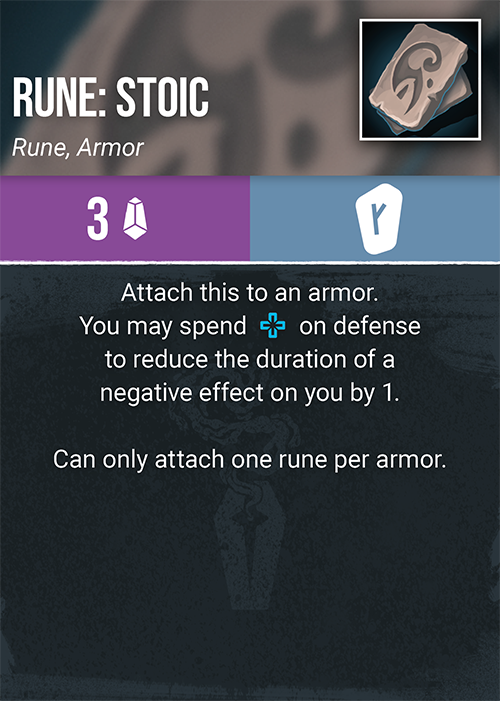 RUNE: STOIC
Rune, Armor
3
Attach this to an armor.
You may spend on defense
to reduce the duration of a
negative effect on you by 1.
Can only attach one rune per armor.